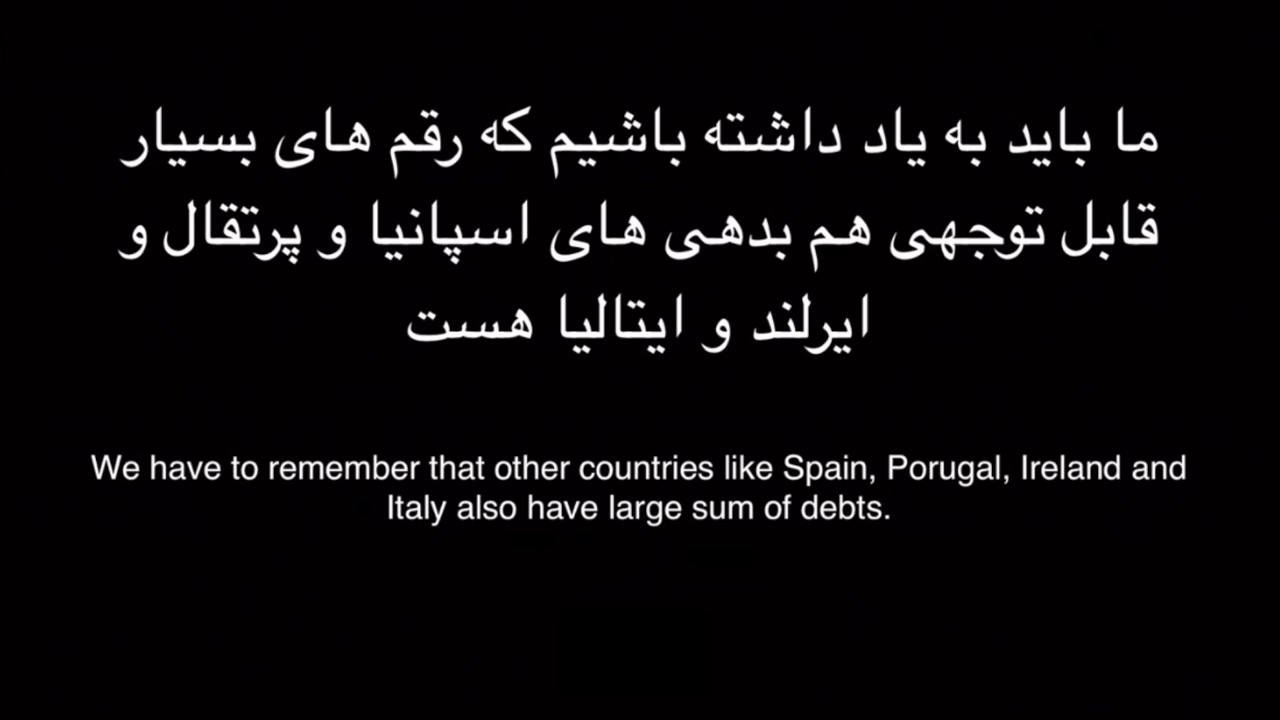 ما باید به یاد داشته باشیم که رقم های بسیار
قابل توجهی هم بدهی های اسپانیا و پرتقال و
ایرلند و ایتالیا هست
We have to remember that other countries like Spain, Porugal, Ireland and
Italy also have large sum of debts.